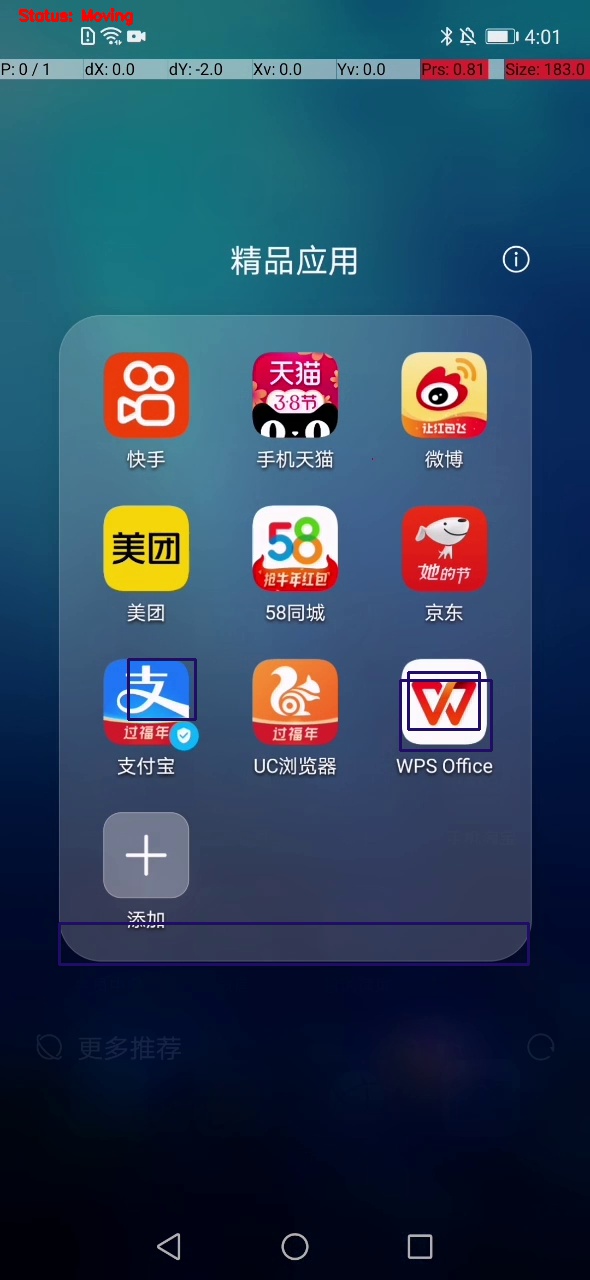 Status: Moving
4:01
P: 0 / 1 dX: 0.0 dY: -2.0 Xv: 0.0 Yv: 0.0 Prs: 0.81 Size: 183.0
精品应用
天猫
3·8节
让红包飞
快手 手机天猫 微博
美团
58
抢牛年红包
她的节
美团 58同城 京东
支
过福年
过福年
W
支付宝 UC浏览器 WPS Office
添加
更多推荐